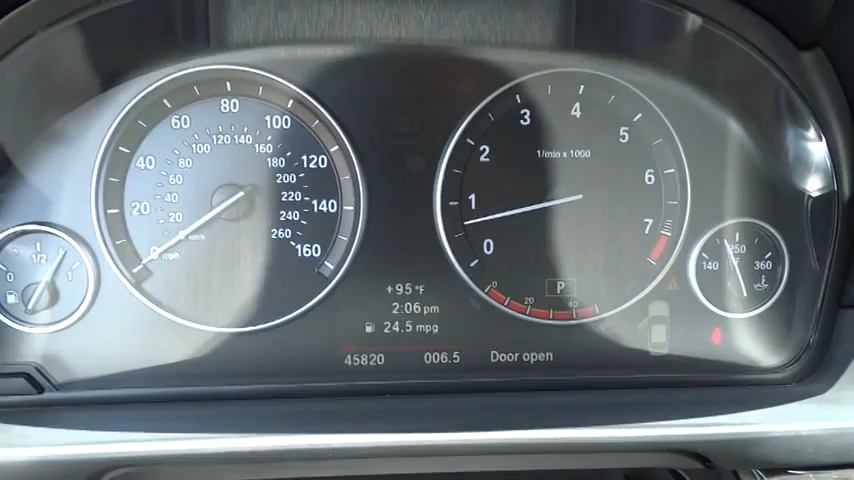 0 20 40 60 80 100 120 140 160
mph
20 40 60 80 100 120 140 160 180 200 220 240 260
km/h
0 1/2 1
0 1 2 3 4 5 6 7
1/min x 1000
0 20 40
P
140 250 360
°F
+95 °F
2:06 pm
24.5 mpg
45820 006.5 Door open